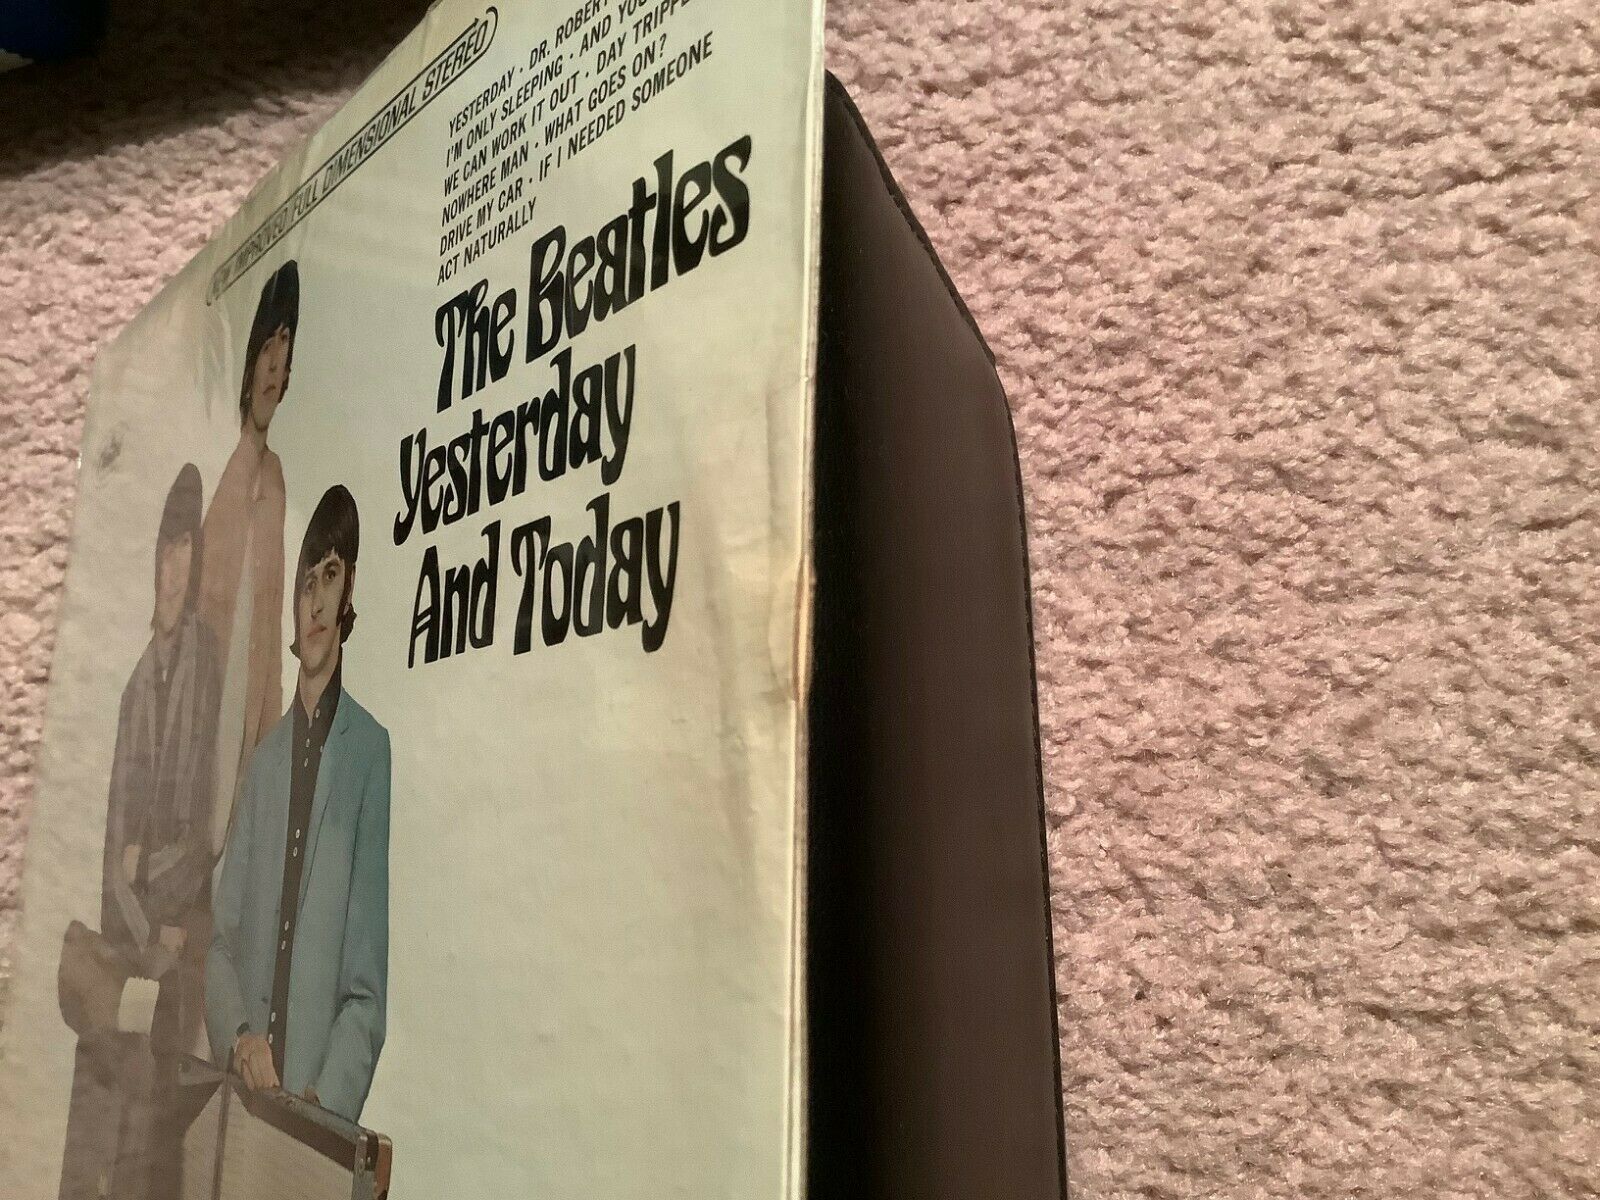 NEW IMPROVED FULL DIMENSIONAL STEREO
YESTERDAY · DR. ROBERT
I'M ONLY SLEEPING · AND YOU
WE CAN WORK IT OUT · DAY TRIPPE
NOWHERE MAN · WHAT GOES ON?
DRIVE MY CAR · IF I NEEDED SOMEONE
ACT NATURALLY
The Beatles
Yesterday
And Today